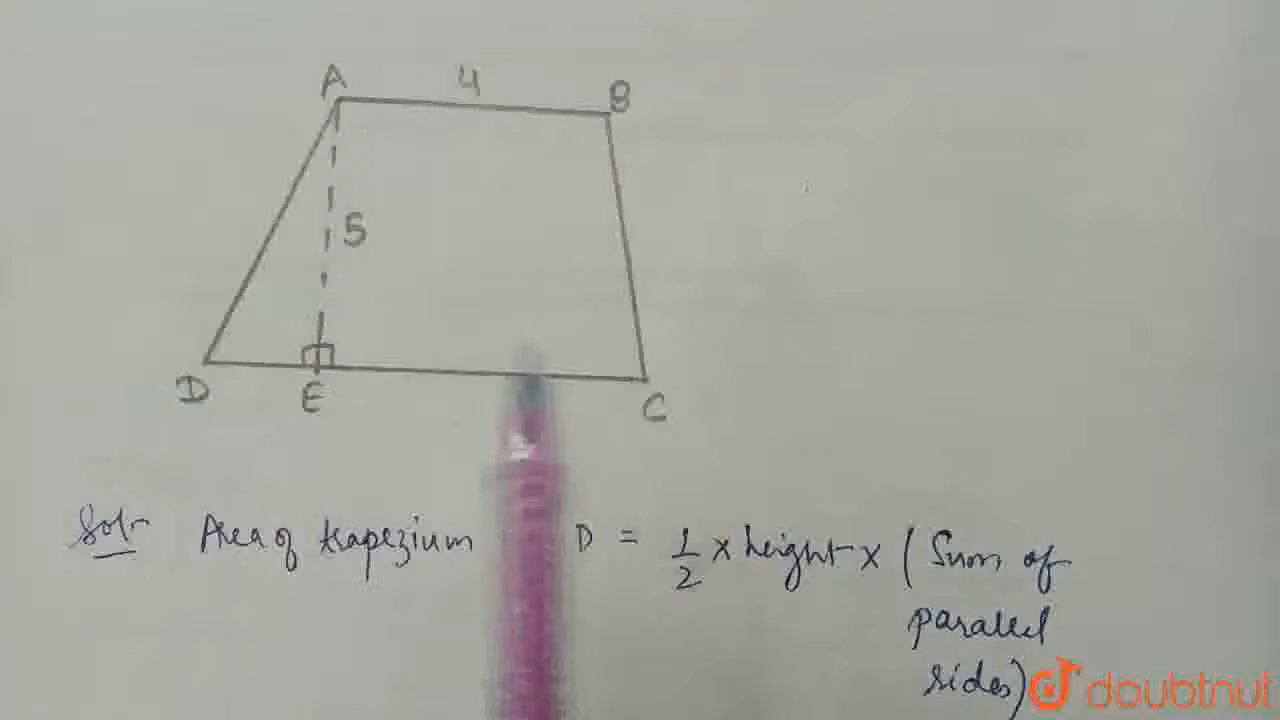 A 4 B
5
D E C
Sol:- Area of trapezium D = 1/2 x height x (Sum of
parallel
sides)
doubtnut